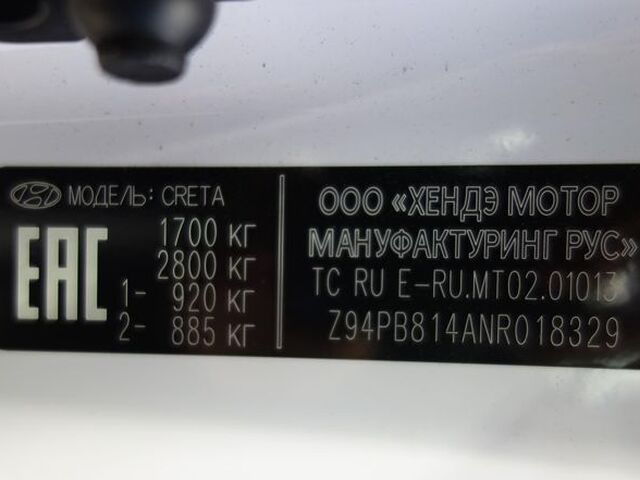 МОДЕЛЬ: CRETA
EAC
1700 КГ
2800 КГ
1- 920 КГ
2- 885 КГ
ООО «ХЕНДЭ МОТОР
МАНУФАКТУРИНГ РУС»
ТС RU E-RU.MT02.01013
Z94PB814ANR018329